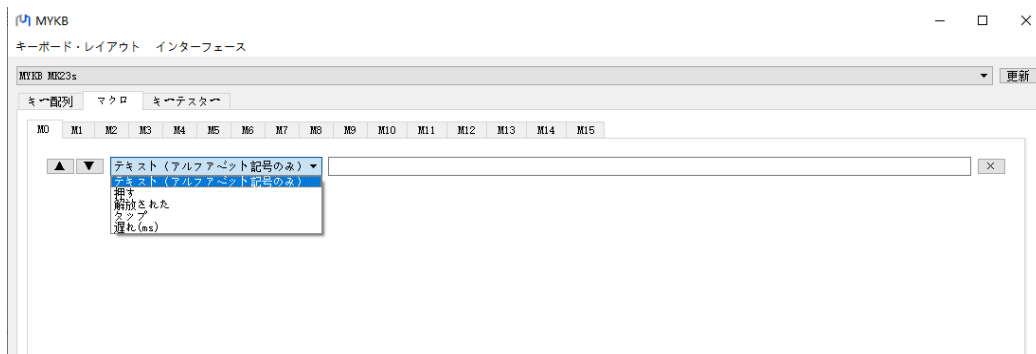 MYKB
キーボード・レイアウト インターフェース
MYKB MK23s 更新
キー配列 マクロ キーテスター
M0 M1 M2 M3 M4 M5 M6 M7 M8 M9 M10 M11 M12 M13 M14 M15
テキスト（アルファベット記号のみ）
テキスト（アルファベット記号のみ）
押す
解放された
タップ
遅れ(ms)